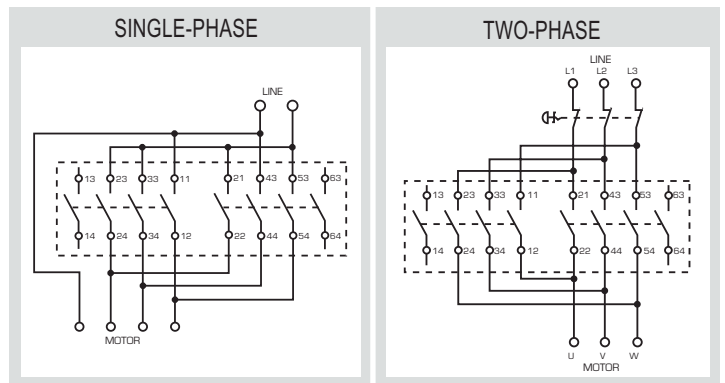 SINGLE-PHASE
LINE
13 23 33 11 21 43 53 63
14 24 34 12 22 44 54 64
MOTOR
TWO-PHASE
LINE
L1 L2 L3
13 23 33 11 21 43 53 63
14 24 34 12 22 44 54 64
U V W
MOTOR